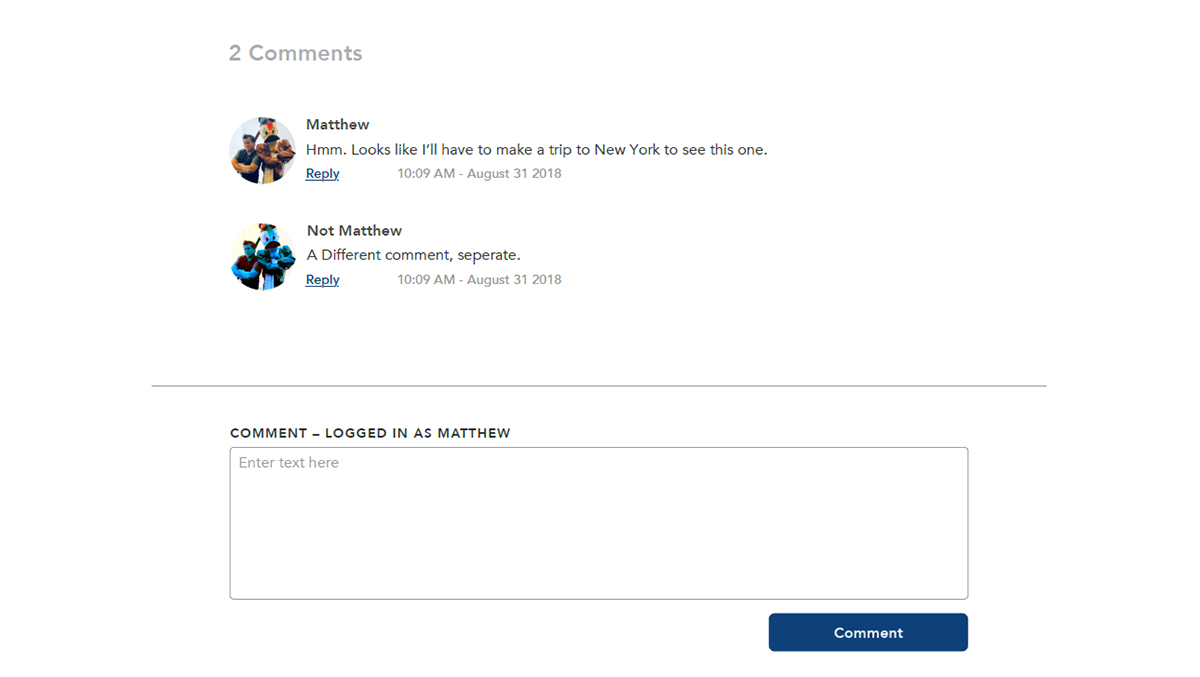 2 Comments
Matthew
Hmm. Looks like I’ll have to make a trip to New York to see this one.
Reply 10:09 AM - August 31 2018
Not Matthew
A Different comment, seperate.
Reply 10:09 AM - August 31 2018
COMMENT – LOGGED IN AS MATTHEW
Enter text here
Comment